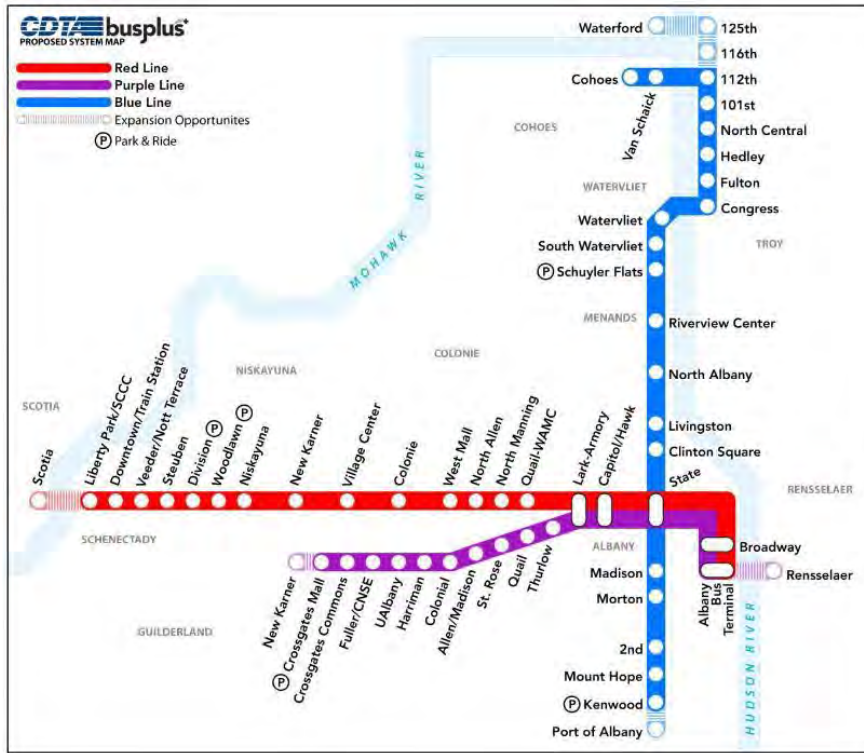 CDTA busplus+
PROPOSED SYSTEM MAP
Red Line
Purple Line
Blue Line
Expansion Opportunites
P Park & Ride
Waterford
125th
116th
Cohoes
Van Schaick
112th
101st
North Central
Hedley
Fulton
Congress
COHOES
WATERVLIET
TROY
Watervliet
South Watervliet
P Schuyler Flats
MENANDS
Riverview Center
North Albany
Livingston
Clinton Square
State
MOHAWK RIVER
NISKAYUNA
COLONIE
SCOTIA
Scotia
Liberty Park/SCCC
Downtown/Train Station
Veeder/Nott Terrace
Steuben
Division P
Woodlawn P
Niskayuna
New Karner
Village Center
Colonie
West Mall
North Allen
North Manning
Quail-WAMC
Lark-Armory
Capitol/Hawk
RENSSELAER
SCHENECTADY
ALBANY
GUILDERLAND
New Karner
P Crossgates Mall
Crossgates Commons
Fuller/CNSE
UAlbany
Harriman
Colonial
Allen/Madison
St. Rose
Quail
Thurlow
Broadway
Rensselaer
Albany
Bus
Terminal
Madison
Morton
2nd
Mount Hope
P Kenwood
Port of Albany
HUDSON RIVER